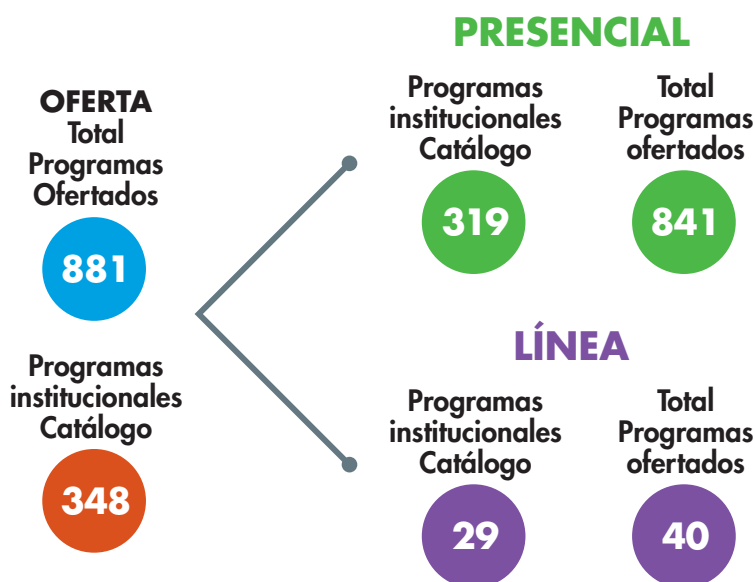 OFERTA
Total
Programas
Ofertados
881
Programas
institucionales
Catálogo
348
PRESENCIAL
Programas
institucionales
Catálogo
319
Total
Programas
ofertados
841
LÍNEA
Programas
institucionales
Catálogo
29
Total
Programas
ofertados
40